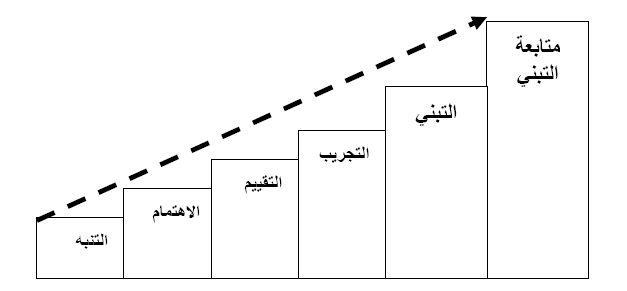 متابعة
التبني
التبني
التجريب
التقييم
الاهتمام
التنبه